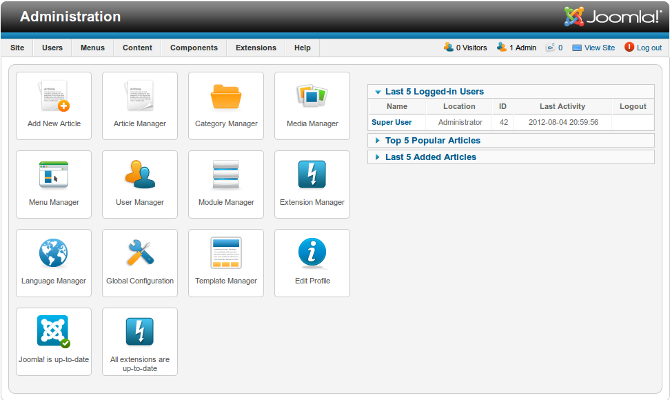 Administration
Joomla!
Site Users Menus Content Components Extensions Help
0 Visitors 1 Admin 0 View Site Log out
Add New Article Article Manager Category Manager Media Manager
Menu Manager User Manager Module Manager Extension Manager
Language Manager Global Configuration Template Manager Edit Profile
Joomla! is up-to-date
All extensions are
up-to-date
Last 5 Logged-in Users
Name Location ID Last Activity Logout
Super User Administrator 42 2012-08-04 20:59:56
Top 5 Popular Articles
Last 5 Added Articles